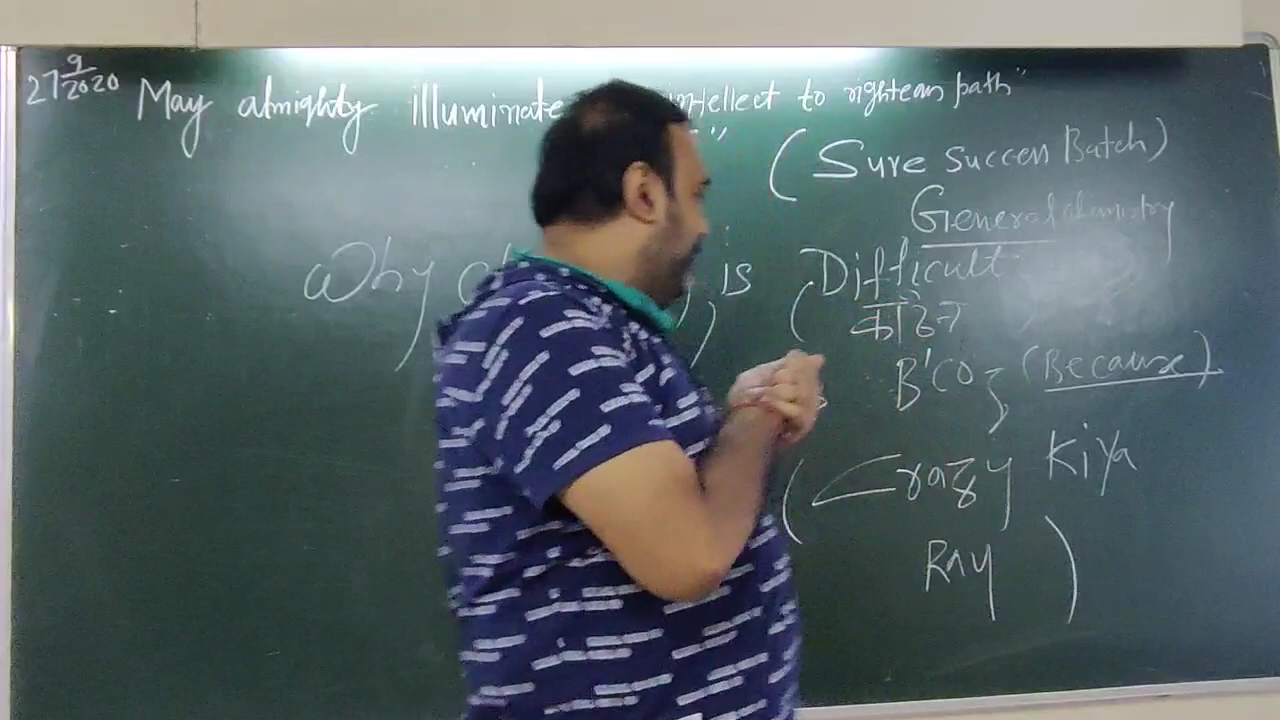 27 9/2020 May almighty illuminate intellect to righteous path"
(Sure Success Batch)
General chemistry
Why is Difficult
( कठिन
B'COZ (Because)
(Crazy Kiya
Ray )